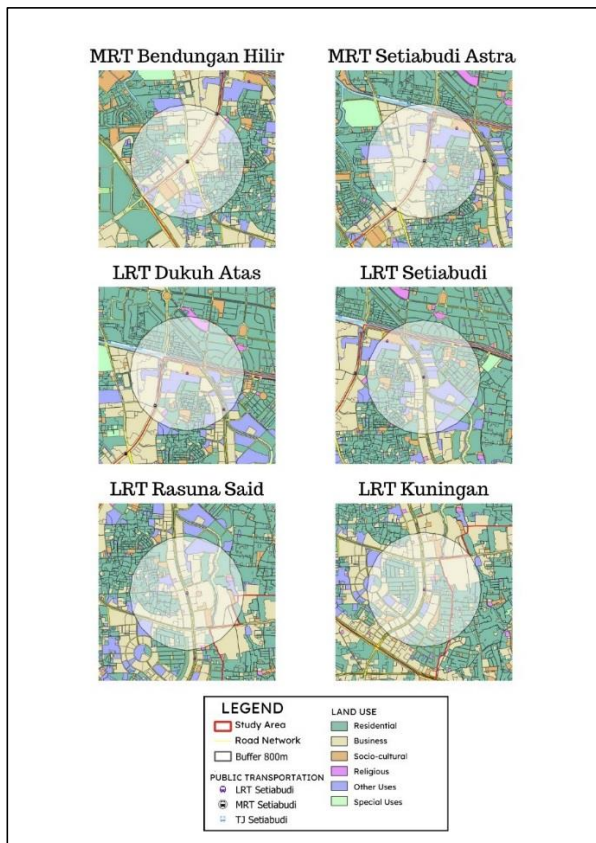 MRT Bendungan Hilir
MRT Setiabudi Astra
LRT Dukuh Atas
LRT Setiabudi
LRT Rasuna Said
LRT Kuningan
LEGEND
Study Area
Road Network
Buffer 800m
PUBLIC TRANSPORTATION
LRT Setiabudi
MRT Setiabudi
TJ Setiabudi
LAND USE
Residential
Business
Socio-cultural
Religious
Other Uses
Special Uses